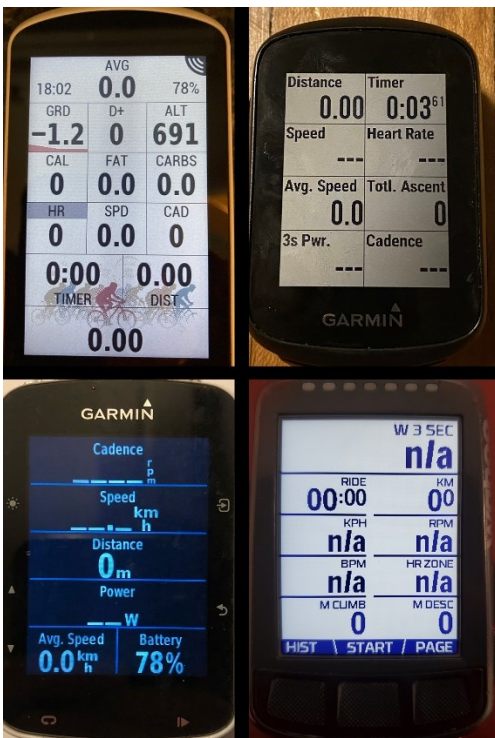 AVG
18:02 0.0 78%
GRD D+ ALT
-1.2 0 691
CAL FAT CARBS
0 0.0 0.0
HR SPD CAD
0 0.0 0
0:00 0.00
TIMER DIST
0.00
Distance Timer
0.00 0:03 61
Speed Heart Rate
--- ---
Avg. Speed Totl. Ascent
0.0 0
3s Pwr. Cadence
--- ---
GARMIN
GARMIN
Cadence
____ rpm
Speed
___._ km h
Distance
0m
Power
__ W
Avg. Speed Battery
0.0 km h 78%
W 3 SEC
n/a
RIDE KM
00:00 00
KPH RPM
n/a n/a
BPM HR ZONE
n/a n/a
M CLIMB M DESC
0 0
HIST \ START / PAGE